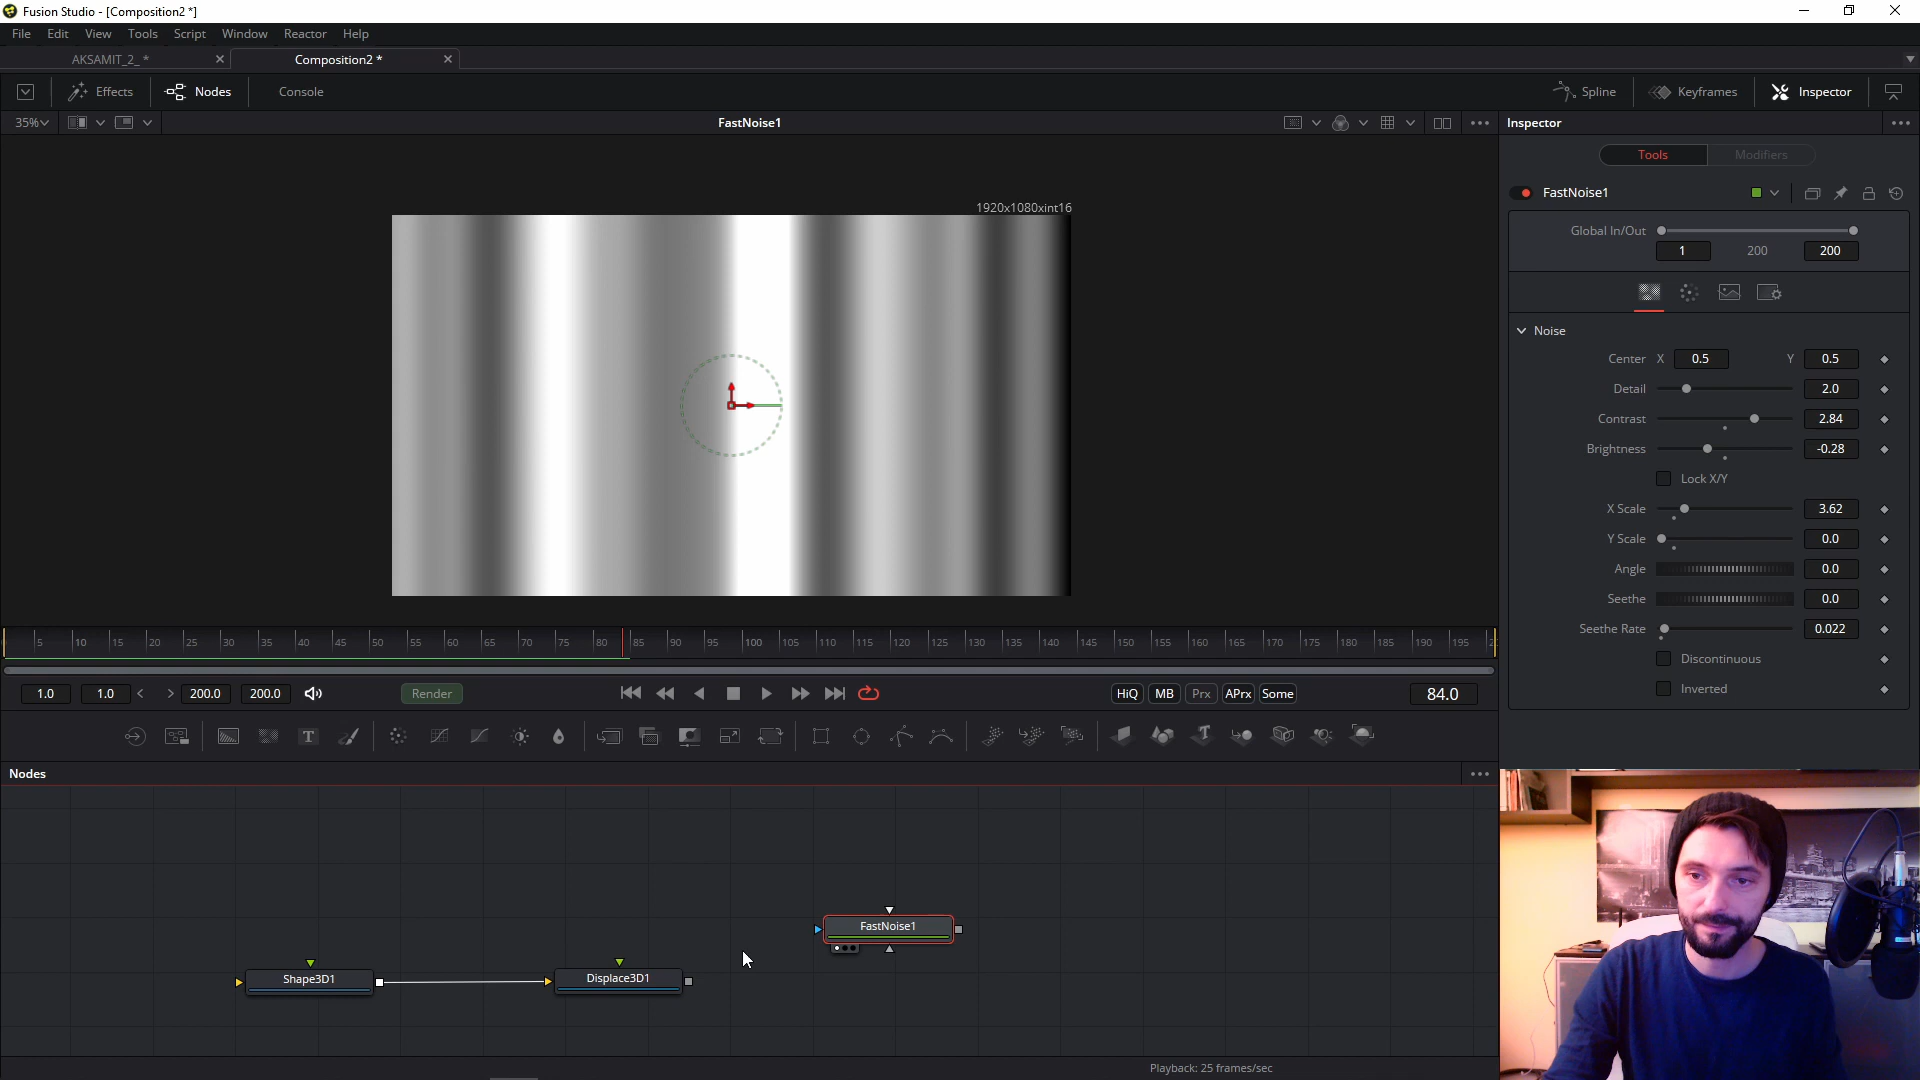 Fusion Studio - [Composition2 *]
File Edit View Tools Script Window Reactor Help
AKSAMIT_2_ *
Composition2 *
Effects Nodes Console Spline Keyframes Inspector
35% FastNoise1 Inspector
Tools Modifiers
FastNoise1
1920x1080xint16
Global In/Out
1 200 200
Noise
Center X 0.5 Y 0.5
Detail 2.0
Contrast 2.84
Brightness -0.28
Lock X/Y
X Scale 3.62
Y Scale 0.0
Angle 0.0
Seethe 0.0
Seethe Rate 0.022
Discontinuous
Inverted
5 10 15 20 25 30 35 40 45 50 55 60 65 70 75 80 85 90 95 100 105 110 115 120 125 130 135 140 145 150 155 160 165 170 175 180 185 190 195
1.0 1.0 < > 200.0 200.0 Render HiQ MB Prx APrx Some 84.0
T
Nodes
FastNoise1
Shape3D1
Displace3D1
Playback: 25 frames/sec